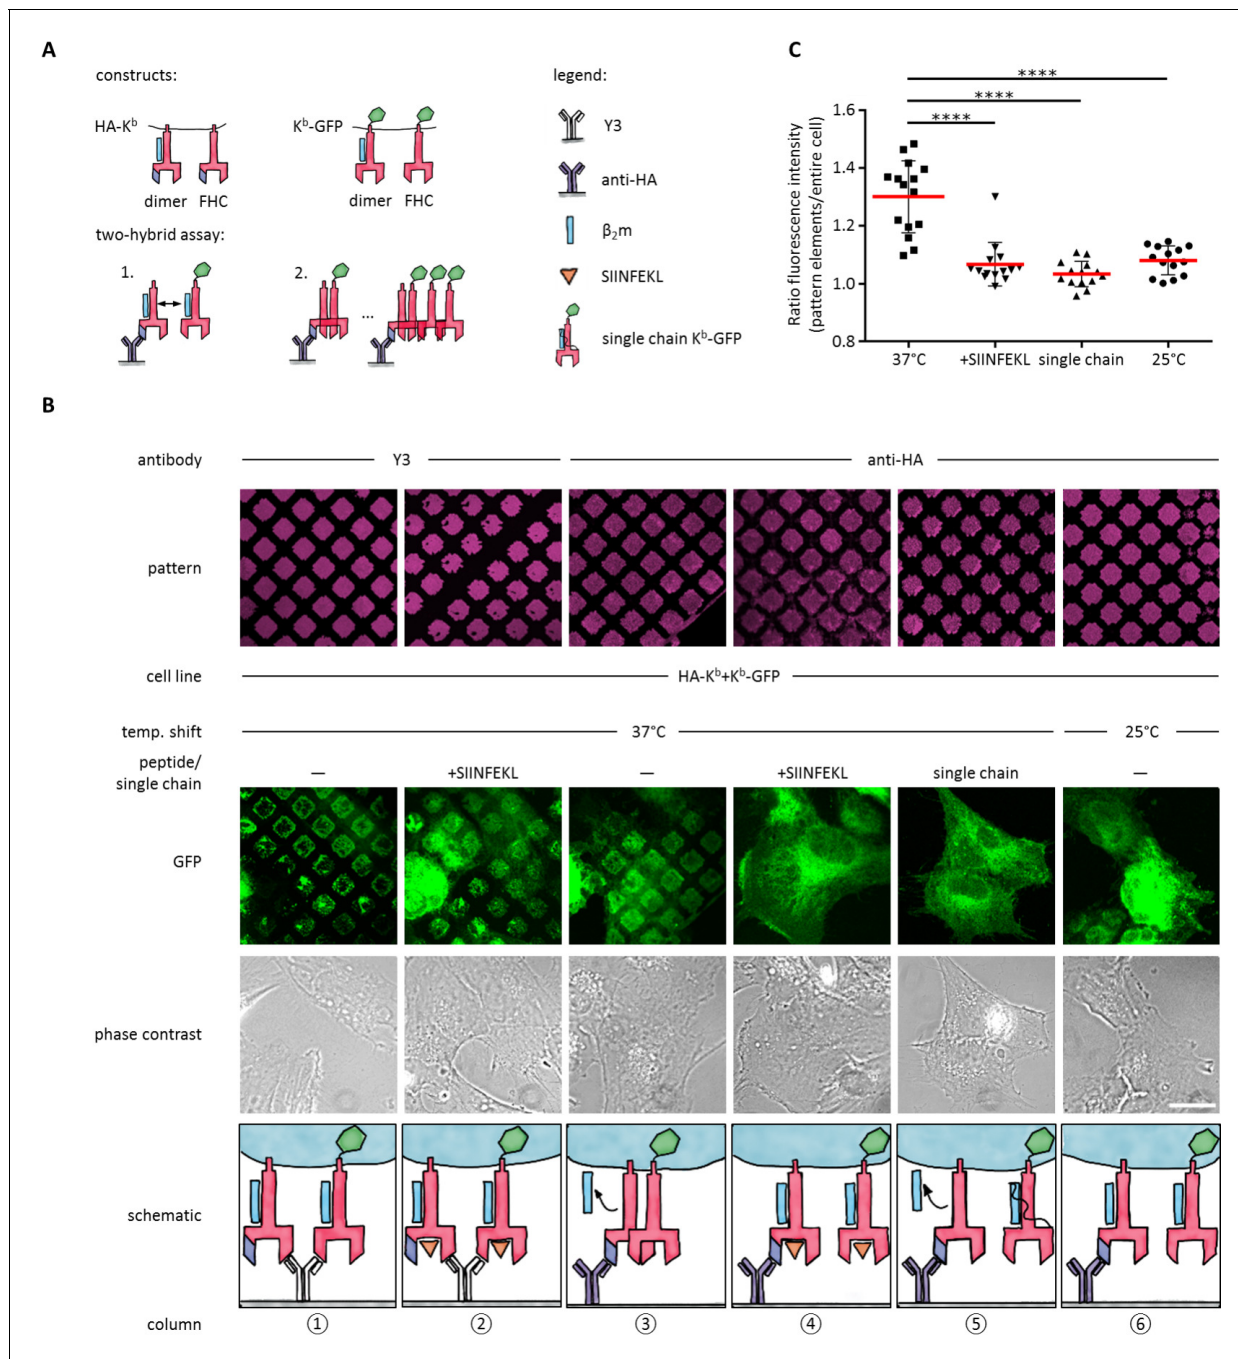 A
constructs:
HA-Kᵇ
Kᵇ-GFP
dimer FHC
dimer FHC
two-hybrid assay:
1.
2.
...
legend:
Y3
anti-HA
β₂m
SIINFEKL
single chain Kᵇ-GFP
C
****
****
****
Ratio fluorescence intensity
(pattern elements/entire cell)
1.6
1.4
1.2
1.0
0.8
37°C +SIINFEKL single chain 25°C
B
antibody Y3 anti-HA
pattern
cell line HA-Kᵇ+Kᵇ-GFP
temp. shift 37°C 25°C
peptide/
single chain — +SIINFEKL — +SIINFEKL single chain —
GFP
phase contrast
schematic
column ① ② ③ ④ ⑤ ⑥